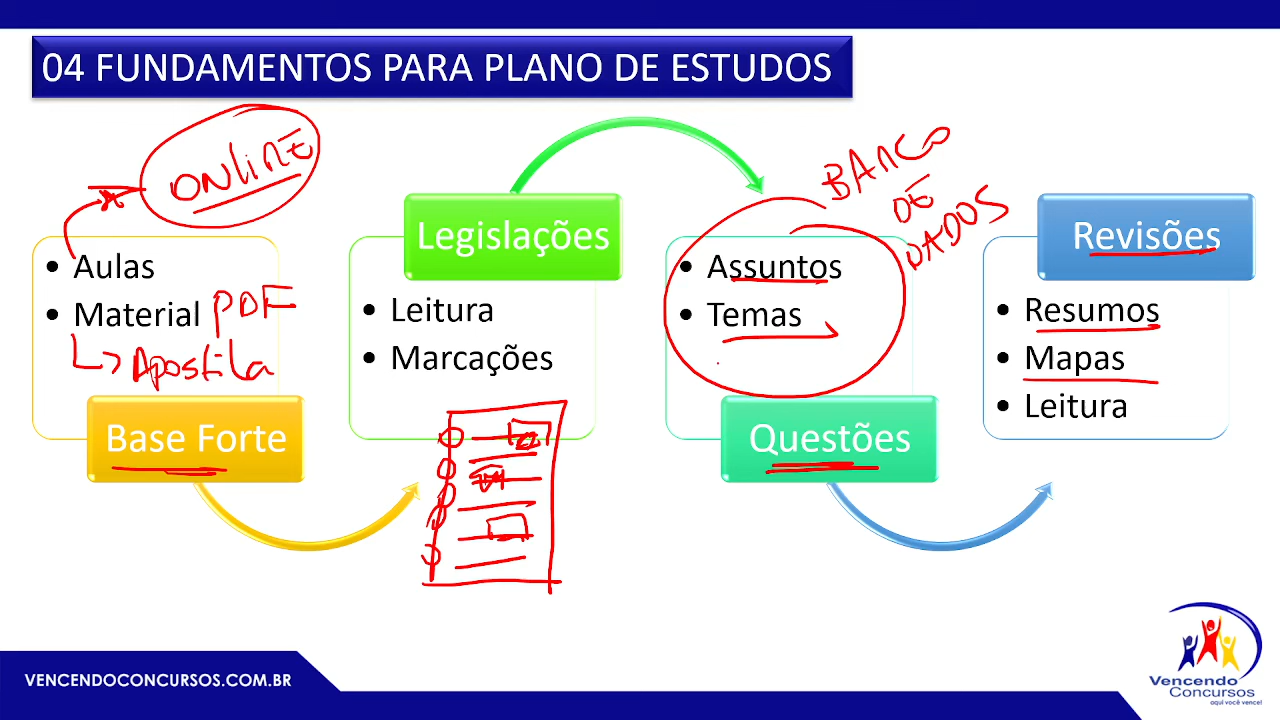 04 FUNDAMENTOS PARA PLANO DE ESTUDOS
ONLINE
• Aulas
• Material PDF
↳ Apostila
Base Forte
Legislações
• Leitura
• Marcações
BANCO
DE
DADOS
• Assuntos
• Temas
Questões
Revisões
• Resumos
• Mapas
• Leitura
VENCENDOCONCURSOS.COM.BR
Vencendo
CONCURSOS
aqui você vence!